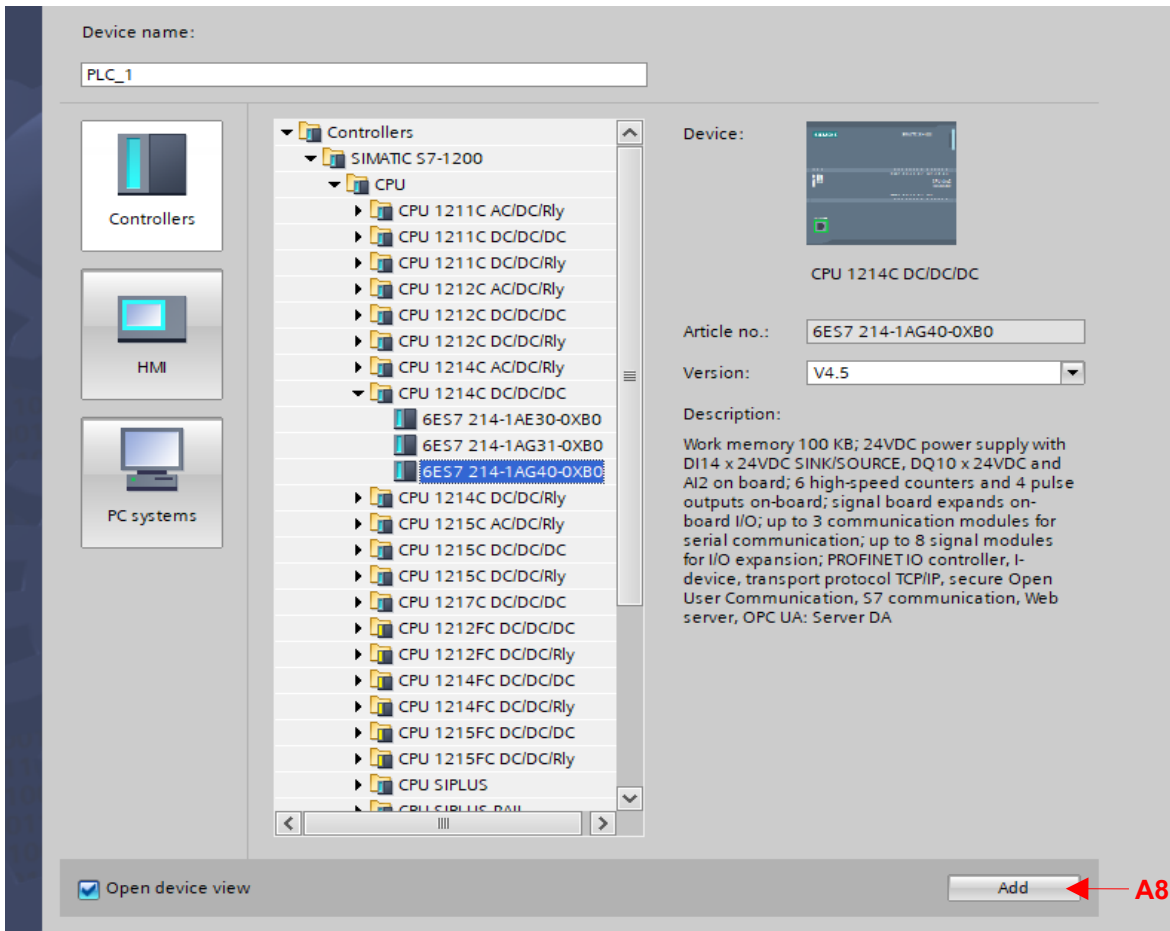 Device name:
PLC_1
Controllers
HMI
PC systems
Controllers
SIMATIC S7-1200
CPU
CPU 1211C AC/DC/Rly
CPU 1211C DC/DC/DC
CPU 1211C DC/DC/Rly
CPU 1212C AC/DC/Rly
CPU 1212C DC/DC/DC
CPU 1212C DC/DC/Rly
CPU 1214C AC/DC/Rly
CPU 1214C DC/DC/DC
6ES7 214-1AE30-0XB0
6ES7 214-1AG31-0XB0
6ES7 214-1AG40-0XB0
CPU 1214C DC/DC/Rly
CPU 1215C AC/DC/Rly
CPU 1215C DC/DC/DC
CPU 1215C DC/DC/Rly
CPU 1217C DC/DC/DC
CPU 1212FC DC/DC/DC
CPU 1212FC DC/DC/Rly
CPU 1214FC DC/DC/DC
CPU 1214FC DC/DC/Rly
CPU 1215FC DC/DC/DC
CPU 1215FC DC/DC/Rly
CPU SIPLUS
CPU SIPLUS RAIL
Device:
CPU 1214C DC/DC/DC
Article no.:
6ES7 214-1AG40-0XB0
Version:
V4.5
Description:
Work memory 100 KB; 24VDC power supply with
DI14 x 24VDC SINK/SOURCE, DQ10 x 24VDC and
AI2 on board; 6 high-speed counters and 4 pulse
outputs on-board; signal board expands on-
board I/O; up to 3 communication modules for
serial communication; up to 8 signal modules
for I/O expansion; PROFINET IO controller, I-
device, transport protocol TCP/IP, secure Open
User Communication, S7 communication, Web
server, OPC UA: Server DA
Open device view
Add
A8